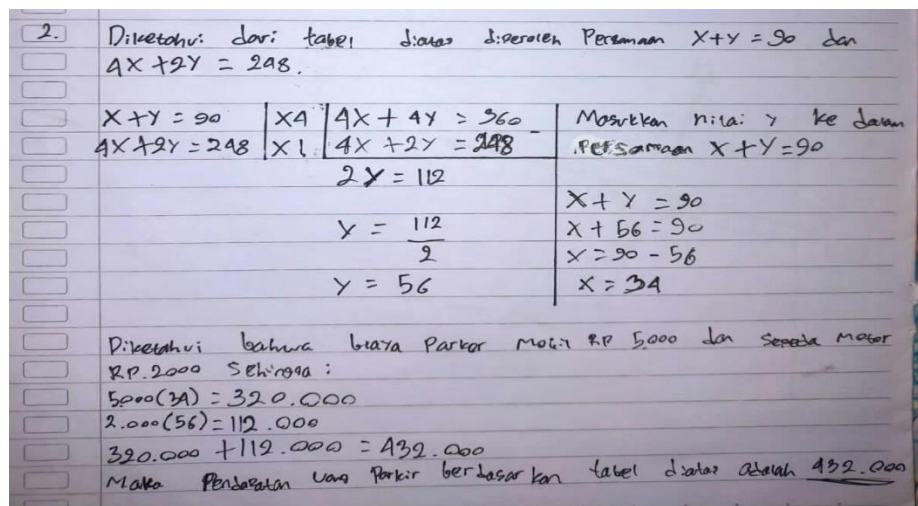 2. Diketahui dari tabel diatas diperoleh Persamaan X+Y = 90 dan
4X +2Y = 248.
X+Y = 90 | X4 | 4X + 4Y = 360
4X+2Y = 248 | X1 | 4X +2Y = 248 -
2Y = 112
Y = 112
2
Y = 56
Masukkan nilai y ke dalam
Persamaan X+Y=90
X + Y = 90
X + 56 = 90
X = 90 - 56
X = 34
Diketahui bahwa biaya Parkir Mobil RP 5.000 dan Sepeda Motor
RP.2000 Sehingga :
5.000(34) = 320.000
2.000(56) = 112.000
320.000 + 112.000 = 432.000
Maka Pendapatan uang Parkir berdasarkan tabel diatas adalah 432.000